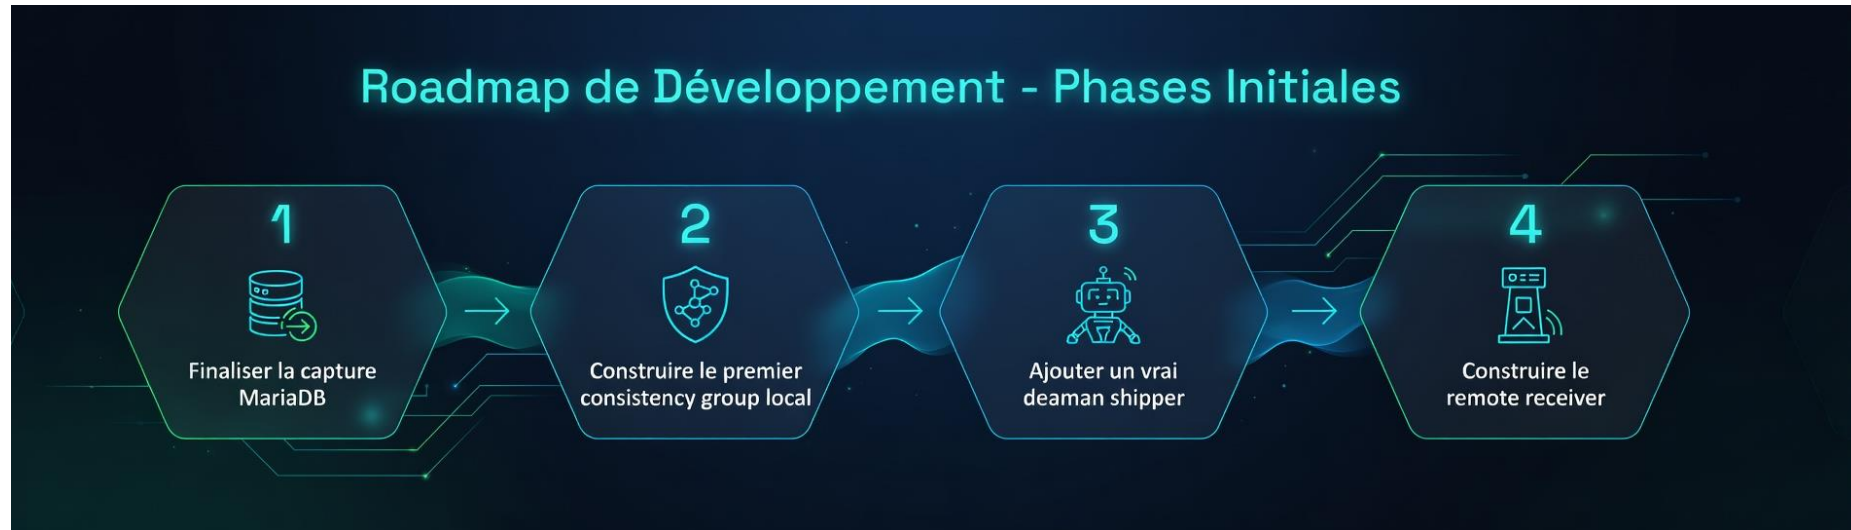 Roadmap de Développement - Phases Initiales
1
Finaliser la capture
MariaDB
2
Construire le premier
consistency group local
3
Ajouter un vrai
deaman shipper
4
Construire le
remote receiver